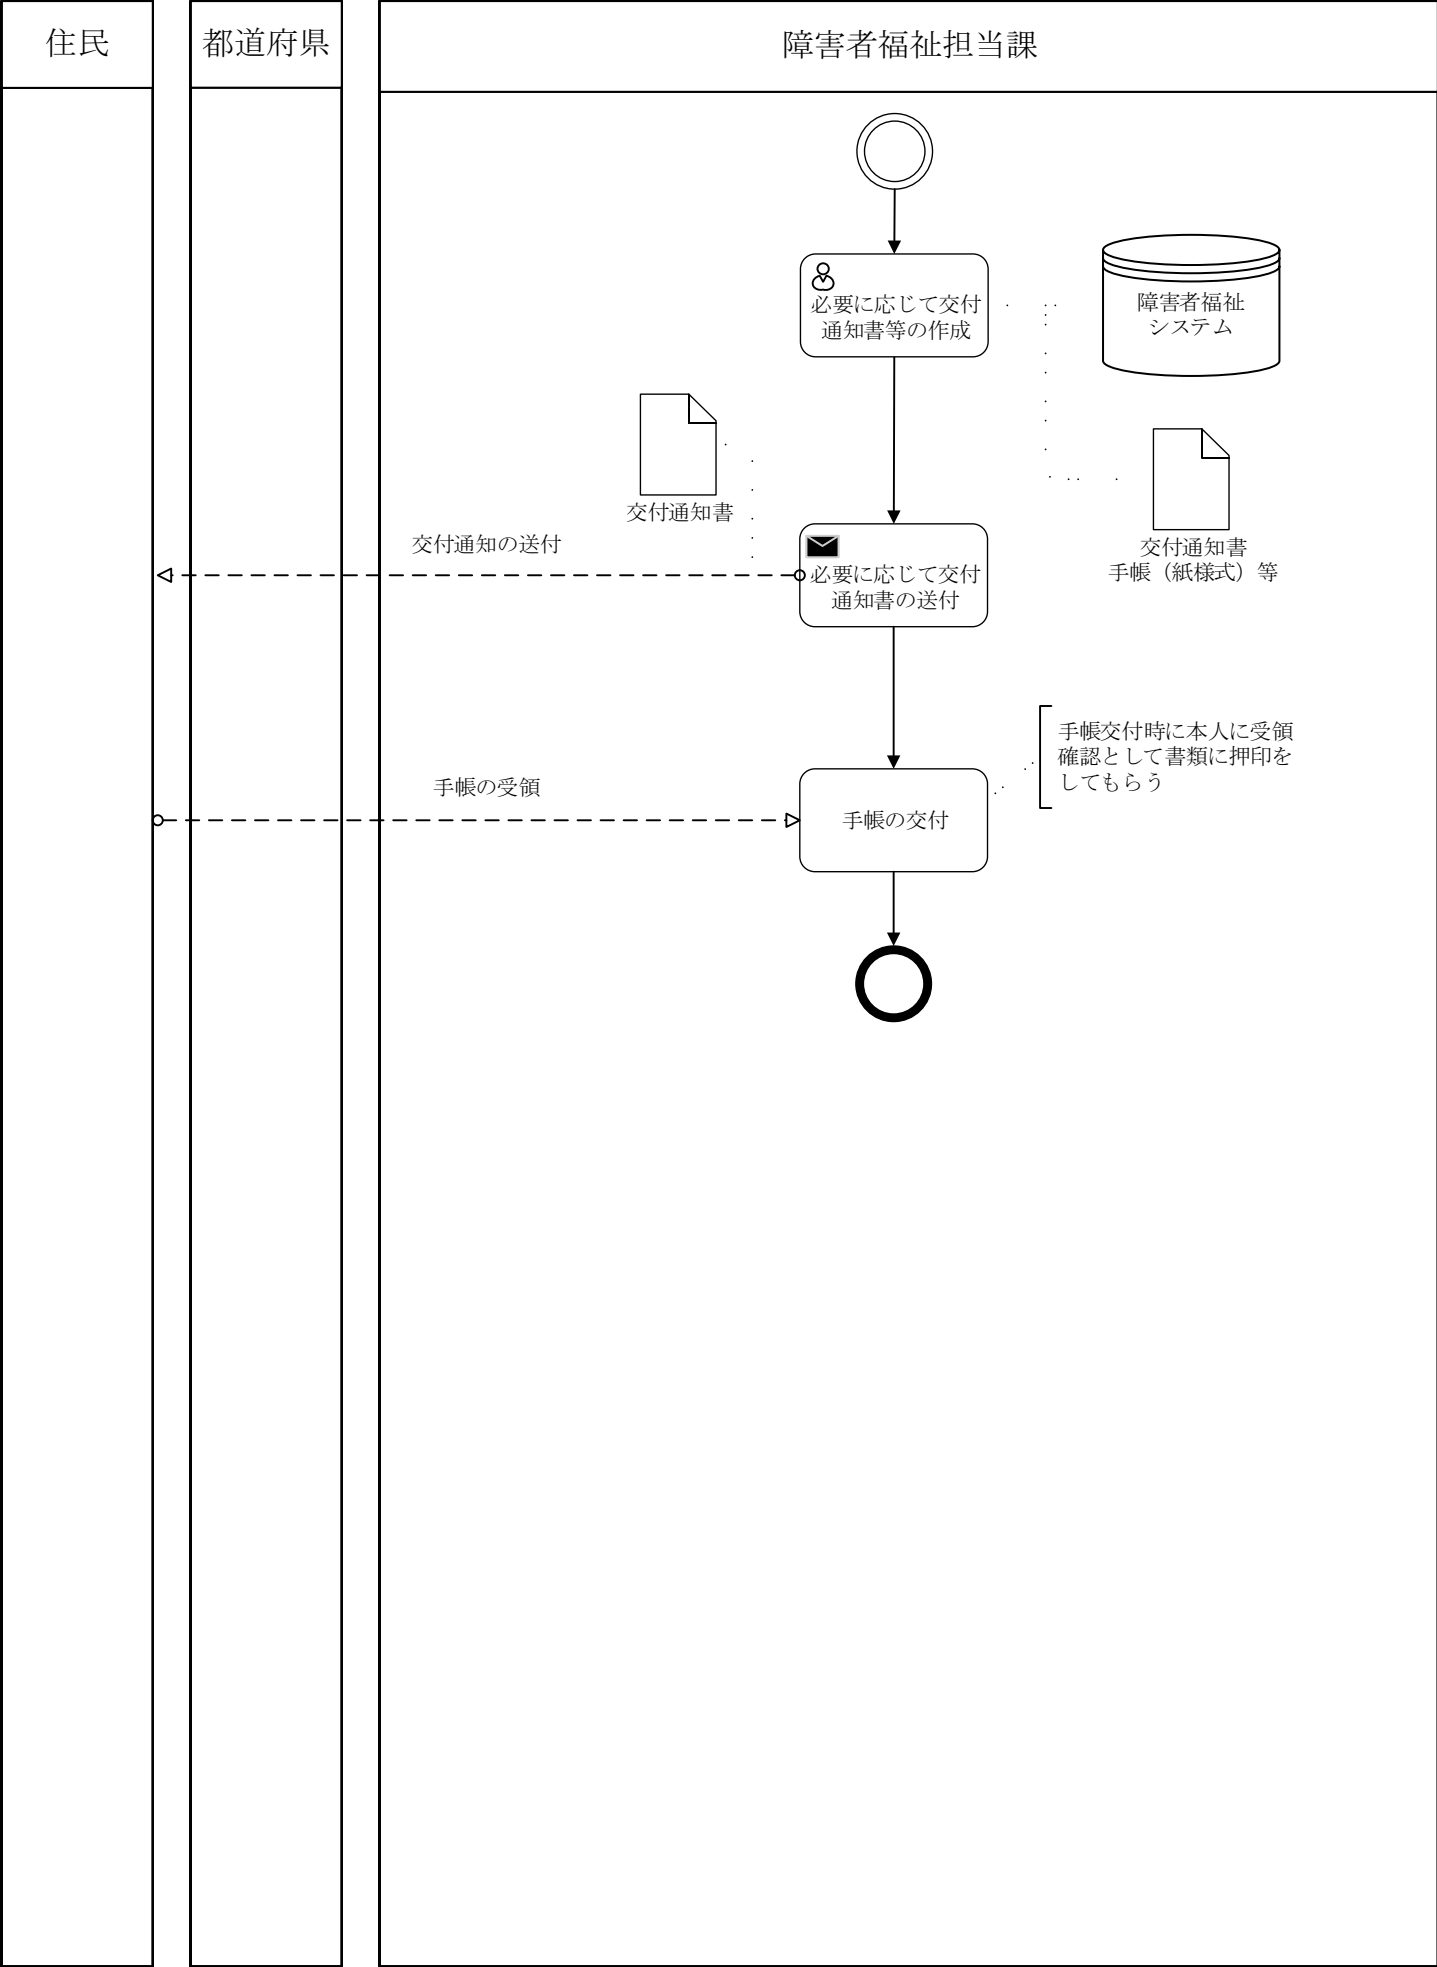 住民
都道府県
障害者福祉担当課
必要に応じて交付
通知書等の作成
障害者福祉
システム
交付通知書
交付通知書
手帳（紙様式）等
交付通知の送付
必要に応じて交付
通知書の送付
手帳交付時に本人に受領
確認として書類に押印を
してもらう
手帳の受領
手帳の交付